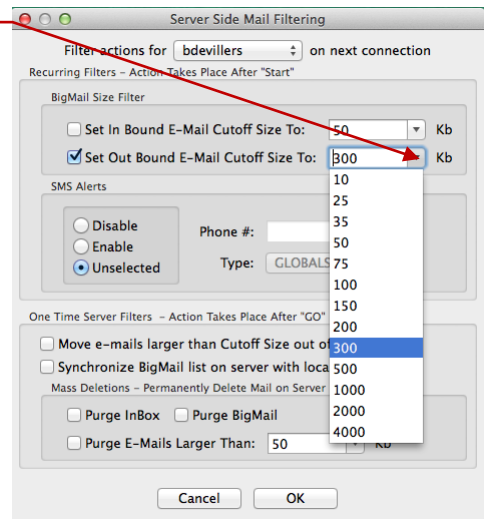 Server Side Mail Filtering
Filter actions for bdevillers on next connection
Recurring Filters – Action Takes Place After "Start"
BigMail Size Filter
Set In Bound E-Mail Cutoff Size To: 50 Kb
Set Out Bound E-Mail Cutoff Size To: 300 Kb
10
25
35
50
75
100
150
200
300
500
1000
2000
4000
SMS Alerts
Disable
Enable
Unselected
Phone #:
Type: GLOBALS
One Time Server Filters – Action Takes Place After "GO"
Move e-mails larger than Cutoff Size out of
Synchronize BigMail list on server with loca
Mass Deletions – Permanently Delete Mail on Server
Purge InBox Purge BigMail
Purge E-Mails Larger Than: 50 Kb
Cancel OK